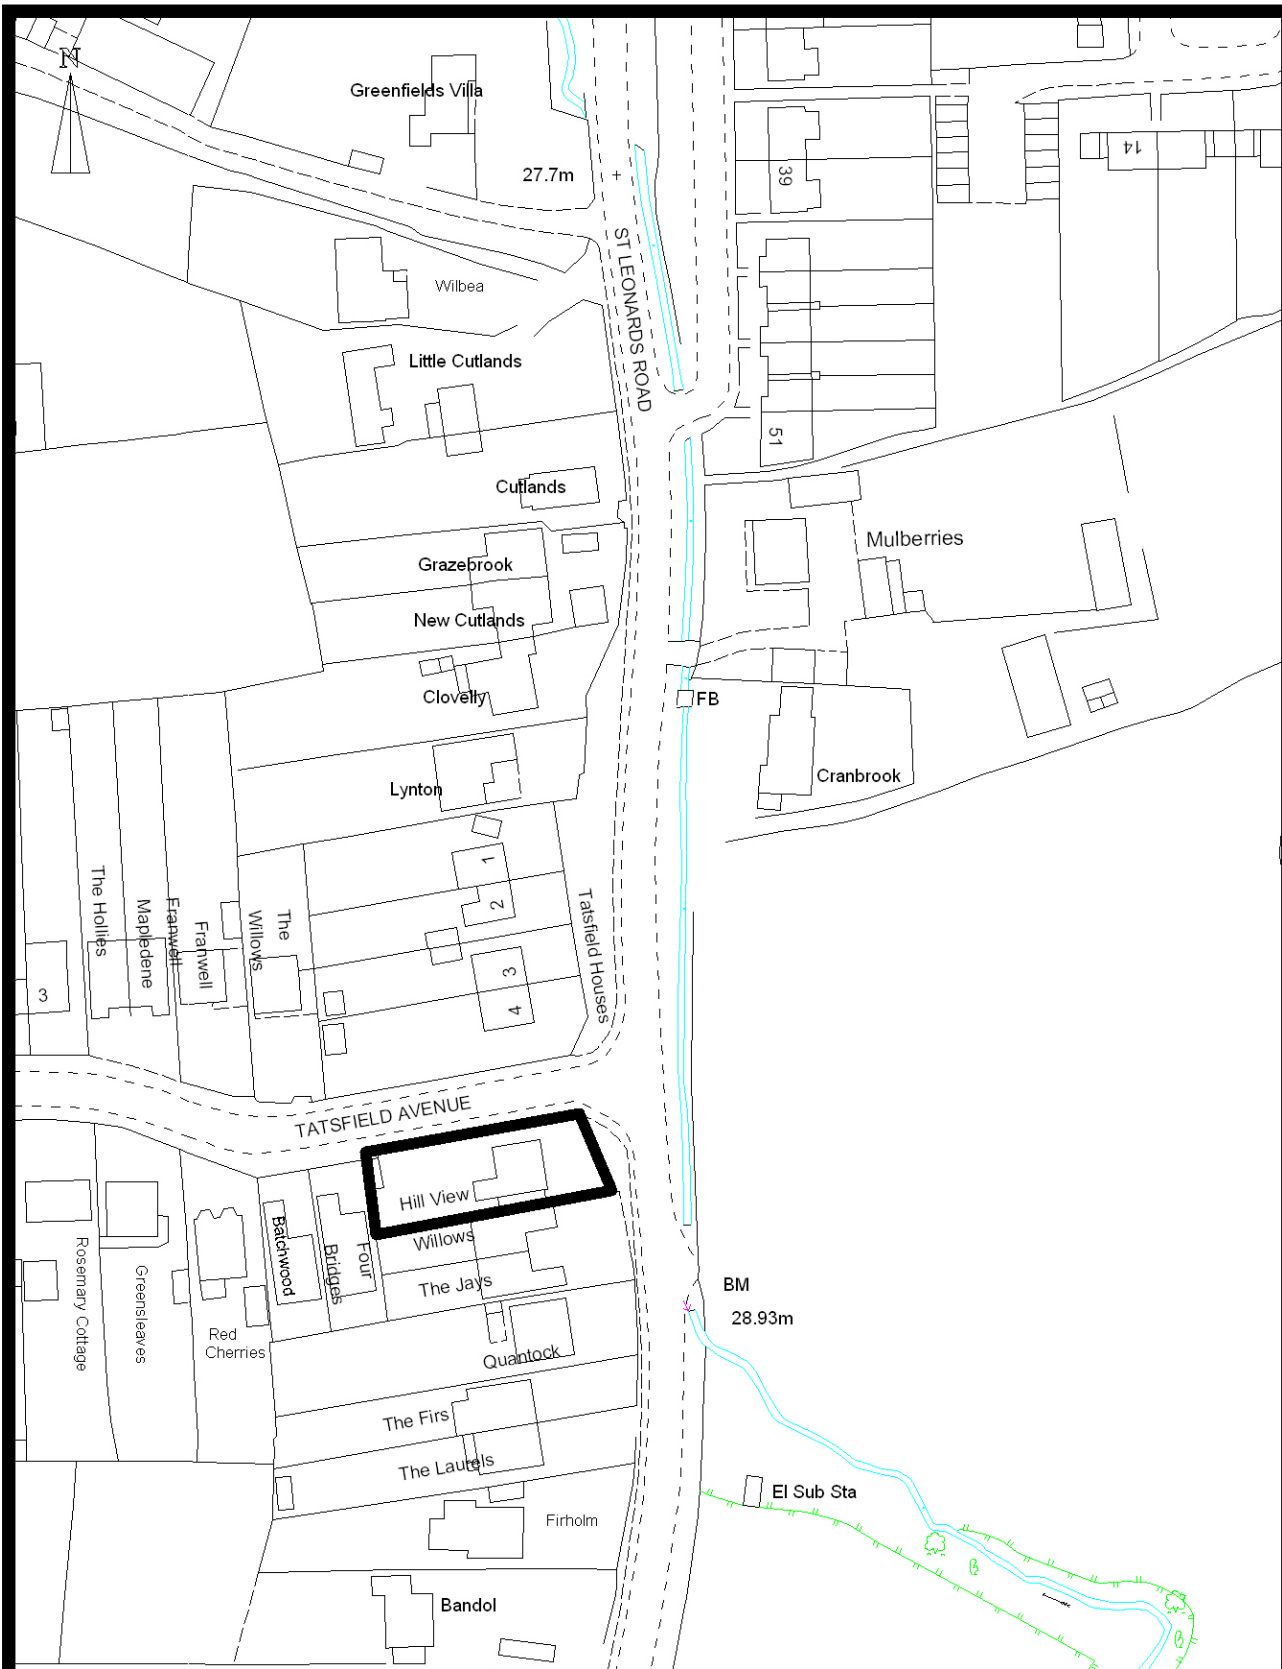 N
Greenfields Villa
27.7m
39
14
ST LEONARDS ROAD
Wilbea
Little Cutlands
51
Cutlands
Mulberries
Grazebrook
New Cutlands
Clovelly
FB
Cranbrook
Lynton
1
2
3
4
Tatsfield Houses
The Hollies
Mapledene
Franwell
Franwell
The
Willows
3
TATSFIELD AVENUE
Hill View
Willows
The Jays
Four
Bridges
Batchwood
Red
Cherries
Greensleaves
Rosemary Cottage
BM
28.93m
Quantock
The Firs
The Laurels
El Sub Sta
Firholm
Bandol